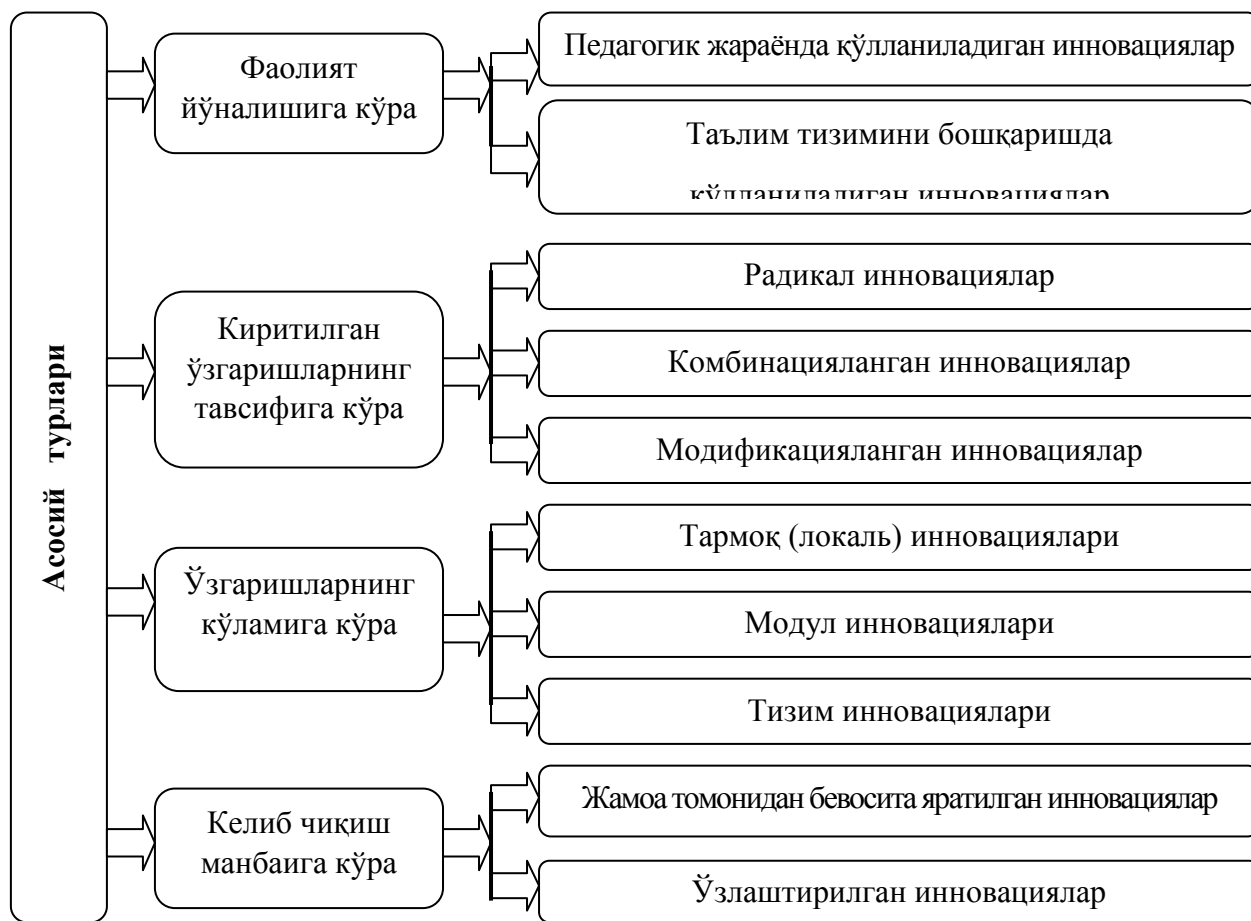 Асосий турлари
Фаолият
йўналишига кўра
Педагогик жараёнда қўлланиладиган инновациялар
Таълим тизимини бошқаришда
қўлланиладиган инновациялар
Киритилган
ўзгаришларнинг
тавсифига кўра
Радикал инновациялар
Комбинацияланган инновациялар
Модификацияланган инновациялар
Ўзгаришларнинг
кўламига кўра
Тармоқ (локаль) инновациялари
Модул инновациялари
Тизим инновациялари
Келиб чиқиш
манбаига кўра
Жамоа томонидан бевосита яратилган инновациялар
Ўзлаштирилган инновациялар